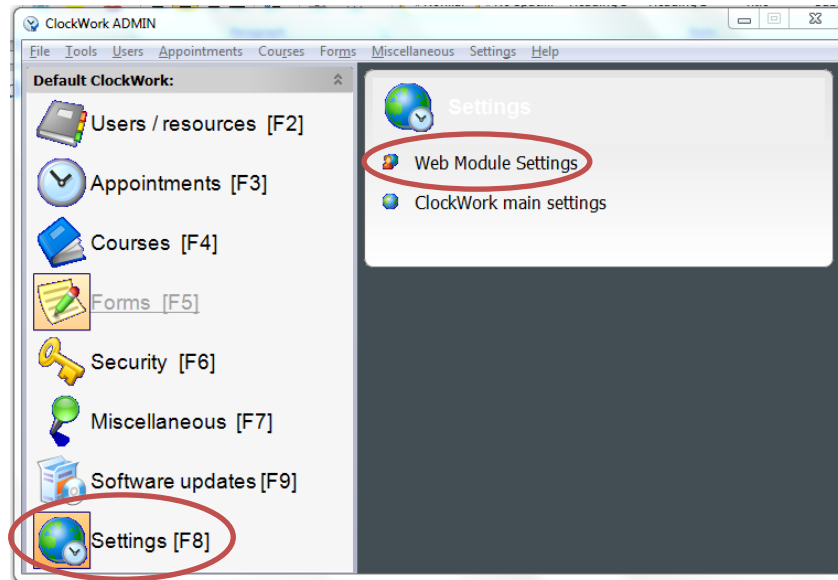 ClockWork ADMIN
File Tools Users Appointments Courses Forms Miscellaneous Settings Help
Default ClockWork:
Users / resources [F2]
Appointments [F3]
Courses [F4]
Forms [F5]
Security [F6]
Miscellaneous [F7]
Software updates [F9]
Settings [F8]
Settings
Web Module Settings
ClockWork main settings